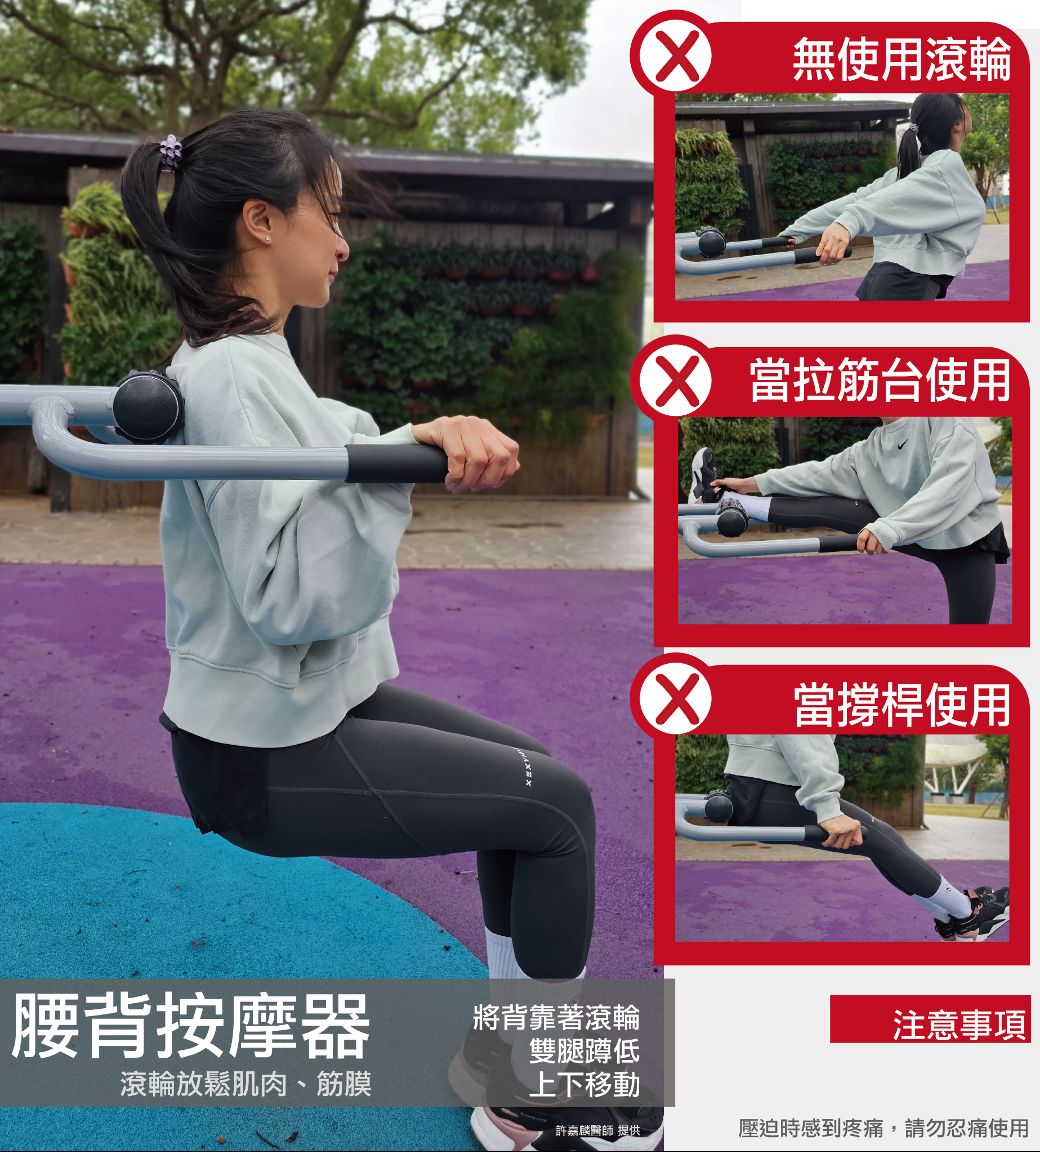 無使用滾輪
當拉筋台使用
當撐桿使用
腰背按摩器
滾輪放鬆肌肉、筋膜
將背靠著滾輪
雙腿蹲低
上下移動
許嘉麟醫師 提供
注意事項
壓迫時感到疼痛，請勿忍痛使用